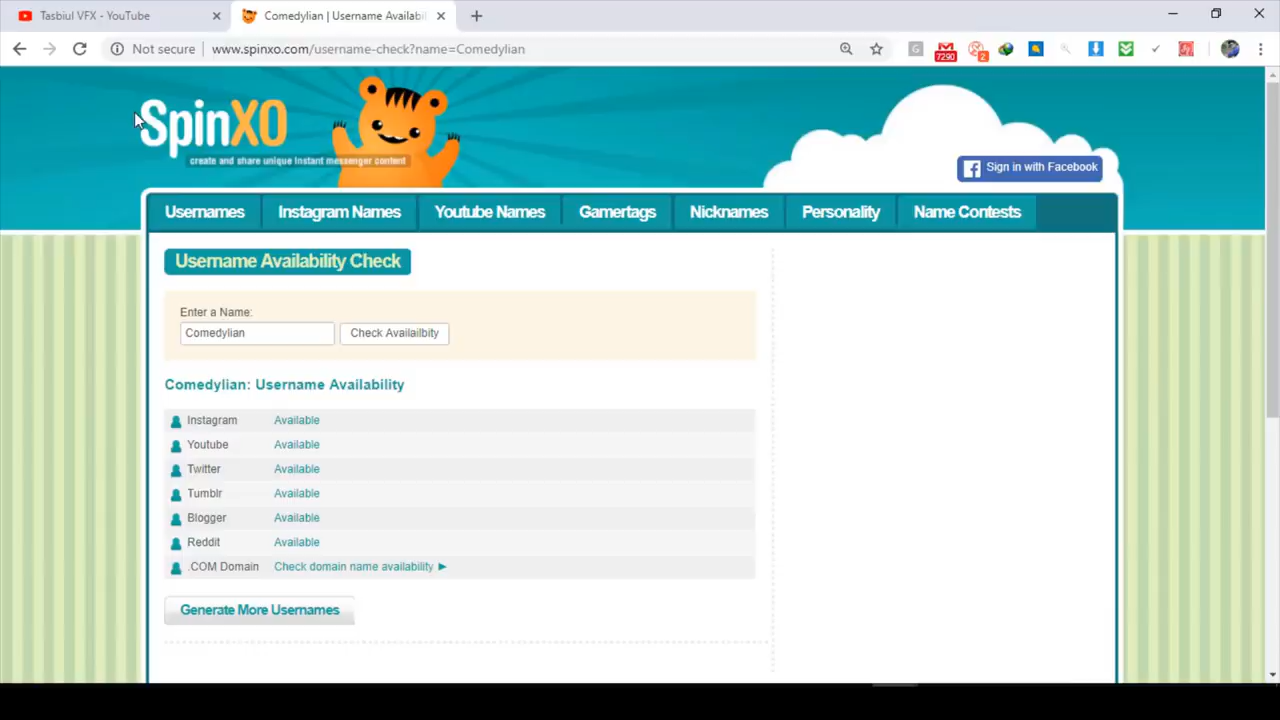 Tasbiul VFX - YouTube
Comedylian | Username Availabil
Not secure
www.spinxo.com/username-check?name=Comedylian
G
7290
2
SpinXO
create and share unique Instant messenger content
Sign in with Facebook
Usernames
Instagram Names
Youtube Names
Gamertags
Nicknames
Personality
Name Contests
Username Availability Check
Enter a Name:
Comedylian
Check Availailbity
Comedylian: Username Availability
Instagram Available
Youtube Available
Twitter Available
Tumblr Available
Blogger Available
Reddit Available
.COM Domain Check domain name availability ►
Generate More Usernames